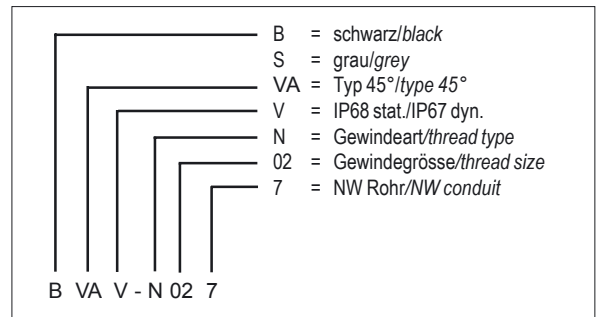 B = schwarz/black
S = grau/grey
VA = Typ 45°/type 45°
V = IP68 stat./IP67 dyn.
N = Gewindeart/thread type
02 = Gewindegrösse/thread size
7 = NW Rohr/NW conduit
B VA V - N 02 7